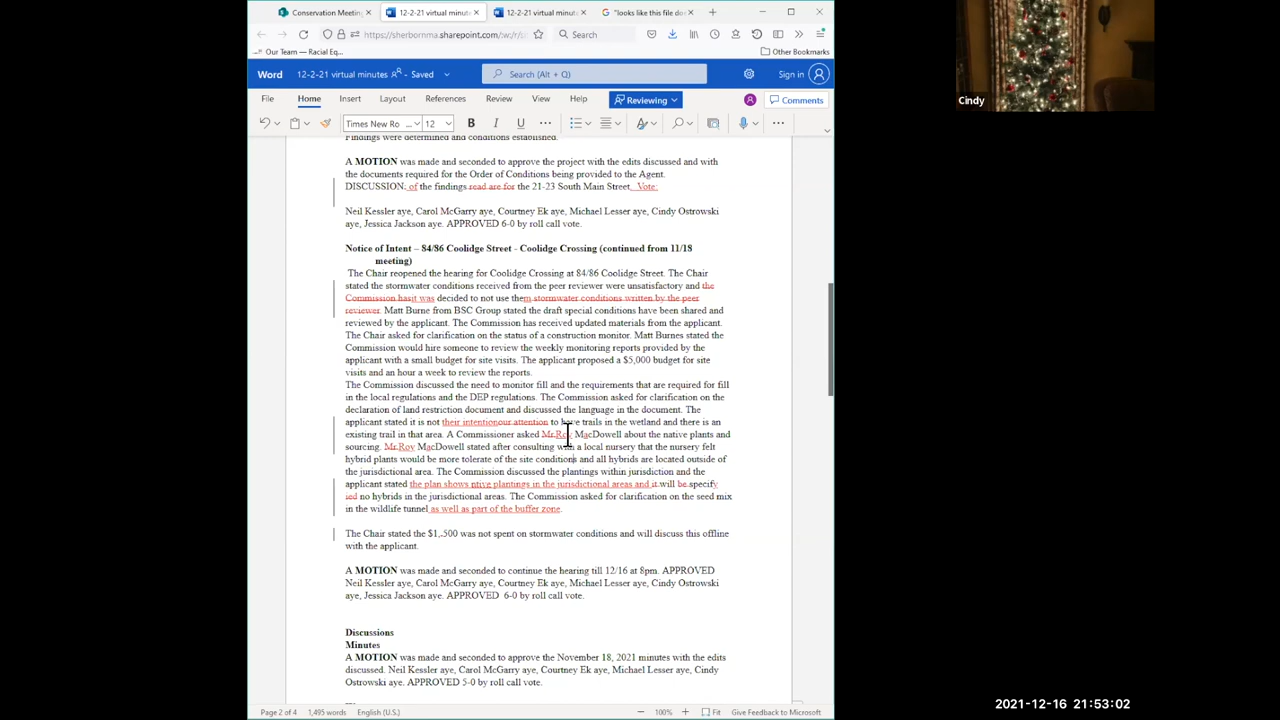 Conservation Meeting
12-2-21 virtual minutes
12-2-21 virtual minute
"looks like this file do
https://sherbornma.sharepoint.com/:w:/r/p
Search
Our Team — Racial Eq...
Other Bookmarks
Word
12-2-21 virtual minutes
- Saved
Search (Alt + Q)
Sign in
File
Home
Insert
Layout
References
Review
View
Help
Reviewing
Comments
Times New Ro ...
12
B
I
U
Findings were determined and conditions established.
A MOTION was made and seconded to approve the project with the edits discussed and with
the documents required for the Order of Conditions being provided to the Agent.
DISCUSSION: of the findings read are for the 21-23 South Main Street. Vote:
Neil Kessler aye, Carol McGarry aye, Courtney Ek aye, Michael Lesser aye, Cindy Ostrowski
aye, Jessica Jackson aye. APPROVED 6-0 by roll call vote.
Notice of Intent – 84/86 Coolidge Street - Coolidge Crossing (continued from 11/18
meeting)
The Chair reopened the hearing for Coolidge Crossing at 84/86 Coolidge Street. The Chair
stated the stormwater conditions received from the peer reviewer were unsatisfactory and the
Commission hasit was decided to not use them stormwater conditions written by the peer
reviewer. Matt Burne from BSC Group stated the draft special conditions have been shared and
reviewed by the applicant. The Commission has received updated materials from the applicant.
The Chair asked for clarification on the status of a construction monitor. Matt Burnes stated the
Commission would hire someone to review the weekly monitoring reports provided by the
applicant with a small budget for site visits. The applicant proposed a $5,000 budget for site
visits and an hour a week to review the reports.
The Commission discussed the need to monitor fill and the requirements that are required for fill
in the local regulations and the DEP regulations. The Commission asked for clarification on the
declaration of land restriction document and discussed the language in the document. The
applicant stated it is not their intentionour attention to have trails in the wetland and there is an
existing trail in that area. A Commissioner asked Mr.Roy MacDowell about the native plants and
sourcing. Mr.Roy MacDowell stated after consulting with a local nursery that the nursery felt
hybrid plants would be more tolerate of the site conditions and all hybrids are located outside of
the jurisdictional area. The Commission discussed the plantings within jurisdiction and the
applicant stated the plan shows ntive plantings in the jurisdictional areas and it will be specify
ied no hybrids in the jurisdictional areas. The Commission asked for clarification on the seed mix
in the wildlife tunnel as well as part of the buffer zone.
The Chair stated the $1,.500 was not spent on stormwater conditions and will discuss this offline
with the applicant.
A MOTION was made and seconded to continue the hearing till 12/16 at 8pm. APPROVED
Neil Kessler aye, Carol McGarry aye, Courtney Ek aye, Michael Lesser aye, Cindy Ostrowski
aye, Jessica Jackson aye. APPROVED 6-0 by roll call vote.
Discussions
Minutes
A MOTION was made and seconded to approve the November 18, 2021 minutes with the edits
discussed. Neil Kessler aye, Carol McGarry aye, Courtney Ek aye, Michael Lesser aye, Cindy
Ostrowski aye. APPROVED 5-0 by roll call vote.
Page 2 of 4
1,495 words
English (U.S.)
100%
Fit
Give Feedback to Microsoft
Cindy
2021-12-16 21:53:02